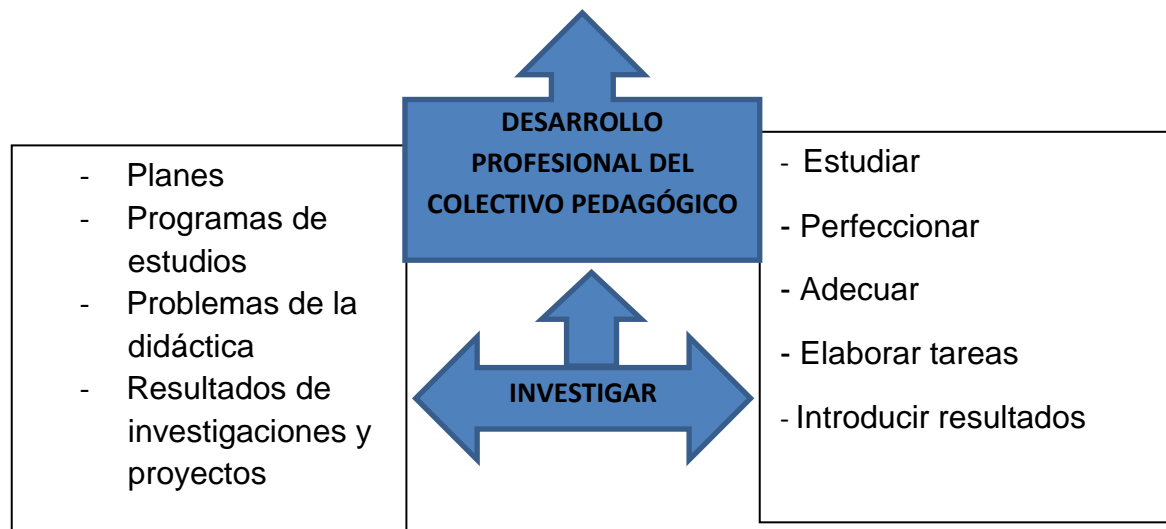 DESARROLLO
PROFESIONAL DEL
COLECTIVO PEDAGÓGICO
- Planes
- Programas de
estudios
- Problemas de la
didáctica
- Resultados de
investigaciones y
proyectos
INVESTIGAR
- Estudiar
- Perfeccionar
- Adecuar
- Elaborar tareas
- Introducir resultados